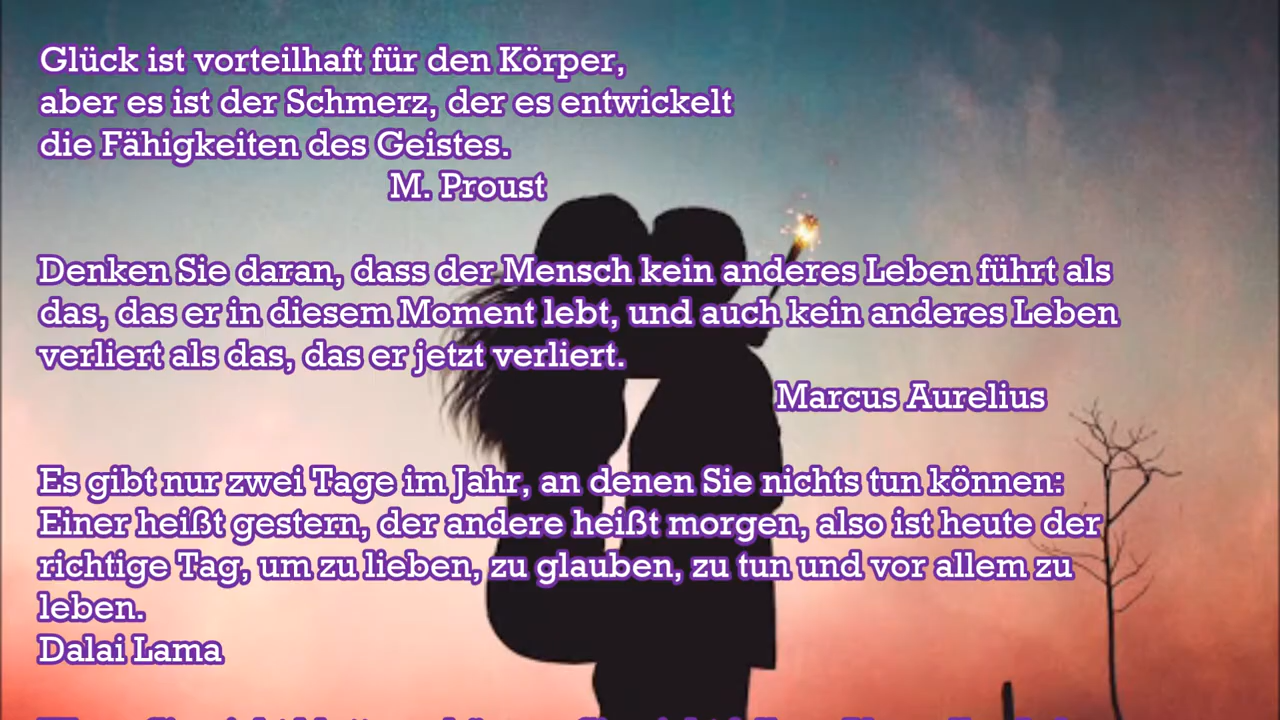 Glück ist vorteilhaft für den Körper,
aber es ist der Schmerz, der es entwickelt
die Fähigkeiten des Geistes.
M. Proust
Denken Sie daran, dass der Mensch kein anderes Leben führt als
das, das er in diesem Moment lebt, und auch kein anderes Leben
verliert als das, das er jetzt verliert.
Marcus Aurelius
Es gibt nur zwei Tage im Jahr, an denen Sie nichts tun können:
Einer heißt gestern, der andere heißt morgen, also ist heute der
richtige Tag, um zu lieben, zu glauben, zu tun und vor allem zu
leben.
Dalai Lama